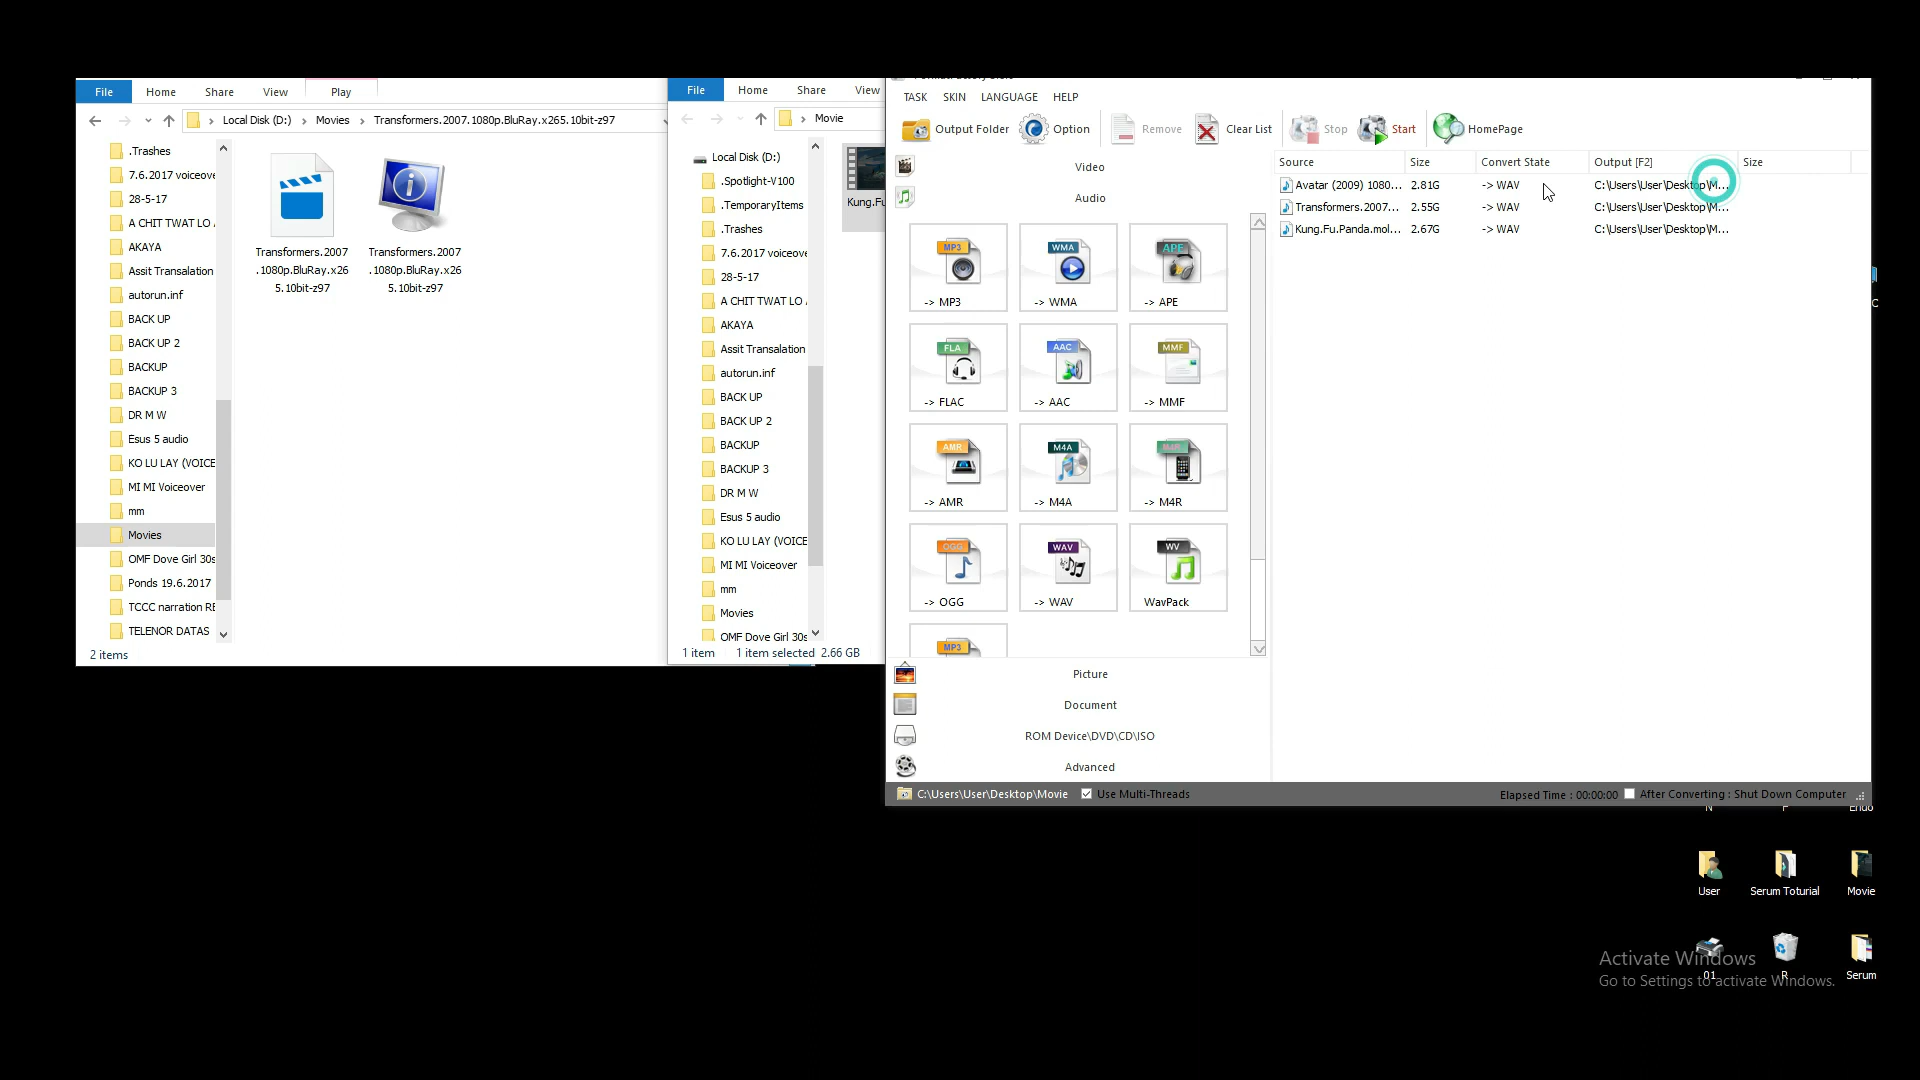 File Home Share View Play
Local Disk (D:) Movies Transformers.2007.1080p.BluRay.x265.10bit-z97
.Trashes
7.6.2017 voiceove
28-5-17
A CHIT TWAT LO
AKAYA
Assit Transalation
autorun.inf
BACK UP
BACK UP 2
BACKUP
BACKUP 3
DR M W
Esus 5 audio
KO LU LAY (VOICE
MI MI Voiceover
mm
Movies
OMF Dove Girl 30s
Ponds 19.6.2017
TCCC narration RE
TELENOR DATAS
2 items
Transformers.2007
.1080p.BluRay.x26
5.10bit-z97
Transformers.2007
.1080p.BluRay.x26
5.10bit-z97
File Home Share View
Movie
Local Disk (D:)
.Spotlight-V100
.TemporaryItems
.Trashes
7.6.2017 voiceove
28-5-17
A CHIT TWAT LO
AKAYA
Assit Transalation
autorun.inf
BACK UP
BACK UP 2
BACKUP
BACKUP 3
DR M W
Esus 5 audio
KO LU LAY (VOICE
MI MI Voiceover
mm
Movies
OMF Dove Girl 30s
1 item 1 item selected 2.66 GB
Kung.Fu
TASK SKIN LANGUAGE HELP
Output Folder Option Remove Clear List Stop Start HomePage
Video
Audio
MP3 WMA APE
-> MP3 -> WMA -> APE
FLA AAC MMF
-> FLAC -> AAC -> MMF
AMR M4A
-> AMR -> M4A -> M4R
OGG WAV WV
-> OGG -> WAV WavPack
MP3
Picture
Document
ROM Device\DVD\CD\ISO
Advanced
Source Size Convert State Output [F2] Size
Avatar (2009) 1080... 2.81G -> WAV C:\Users\User\Desktop\M...
Transformers.2007... 2.55G -> WAV C:\Users\User\Desktop\M...
Kung.Fu.Panda.mol... 2.67G -> WAV C:\Users\User\Desktop\M...
C:\Users\User\Desktop\Movie Use Multi-Threads Elapsed Time : 00:00:00 After Converting : Shut Down Computer
C
User Serum Toturial Movie
01 R Serum
Activate Windows
Go to Settings to activate Windows.